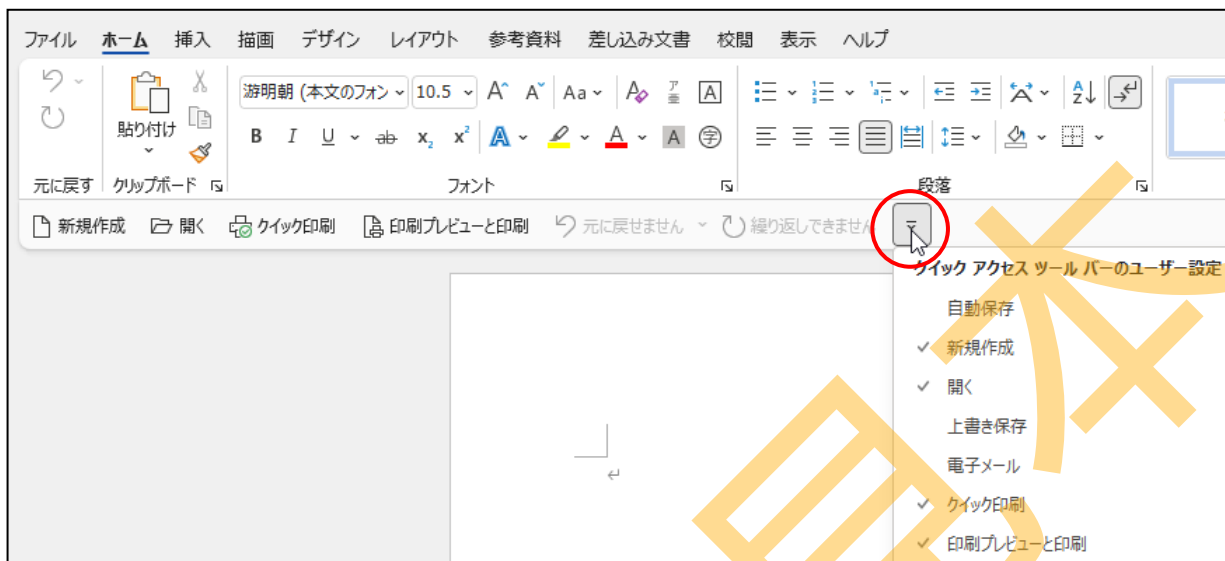 ファイル ホーム 挿入 描画 デザイン レイアウト 参考資料 差し込み文書 校閲 表示 ヘルプ
游明朝 (本文のフォン 10.5 A A Aa A ア亜 A
貼り付け
B I U ab x₂ x² A A A 字
元に戻す クリップボード フォント 段落
新規作成 開く クイック印刷 印刷プレビューと印刷 元に戻せません 繰り返しできません
クイック アクセス ツール バーのユーザー設定
自動保存
新規作成
開く
上書き保存
電子メール
クイック印刷
印刷プレビューと印刷